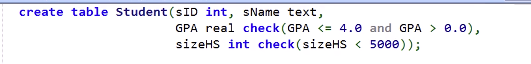 create table Student(sID int, sName text,
GPA real check(GPA <= 4.0 and GPA > 0.0),
sizeHS int check(sizeHS < 5000));